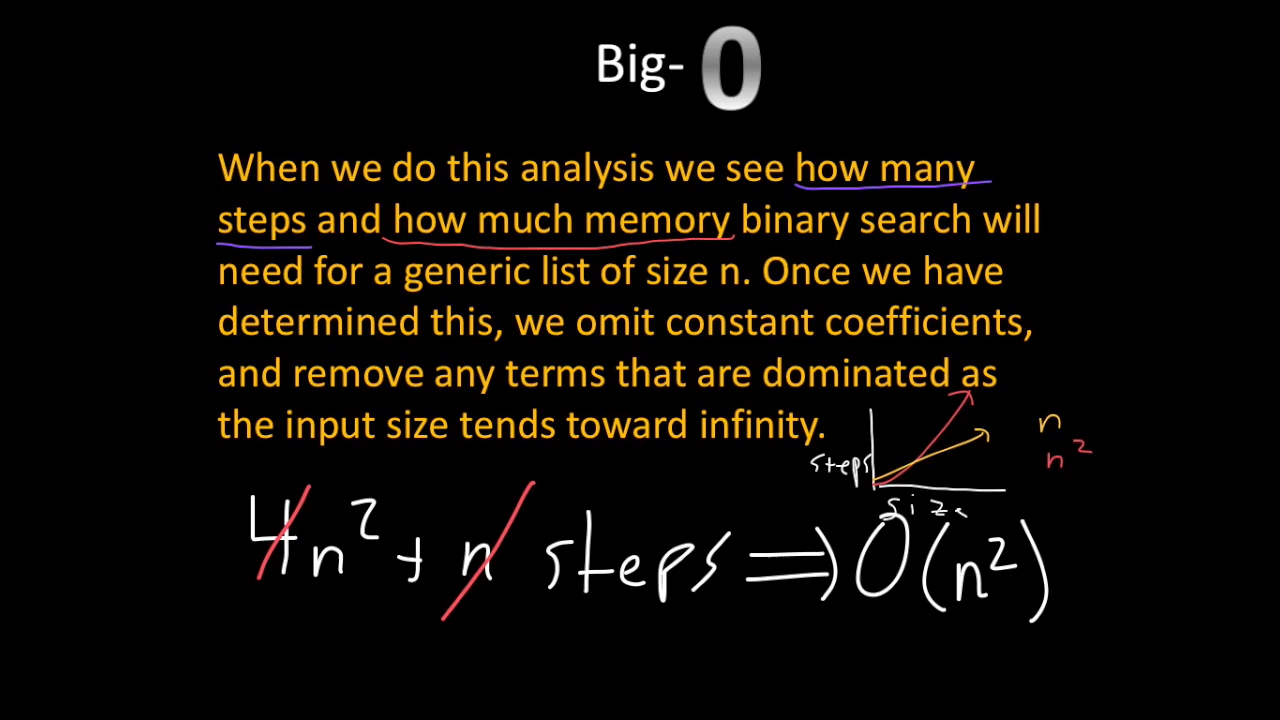 Big-O
When we do this analysis we see how many
steps and how much memory binary search will
need for a generic list of size n. Once we have
determined this, we omit constant coefficients,
and remove any terms that are dominated as
the input size tends toward infinity.
n
n²
steps
size
4n² + n steps ⇒ O(n²)